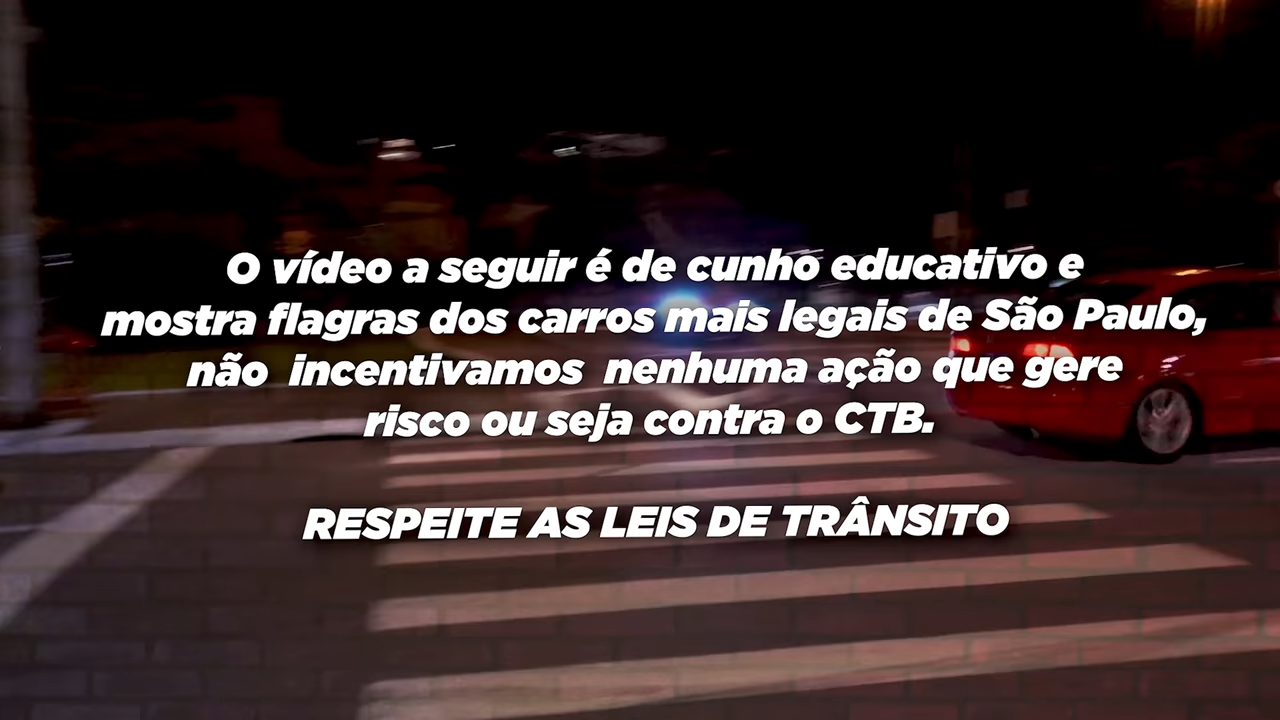 O vídeo a seguir é de cunho educativo e
mostra flagras dos carros mais legais de São Paulo,
não incentivamos nenhuma ação que gere
risco ou seja contra o CTB.
RESPEITE AS LEIS DE TRÂNSITO